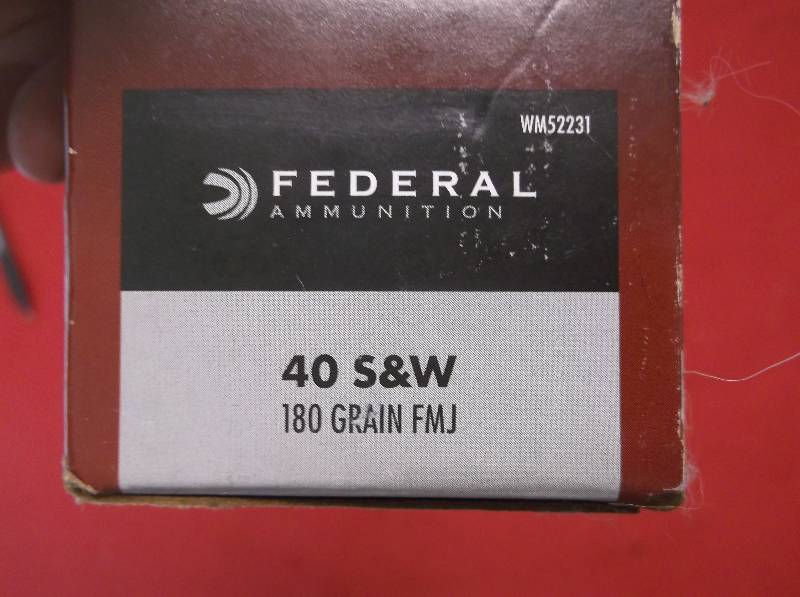 WM52231
FEDERAL
AMMUNITION
40 S&W
180 GRAIN FMJ